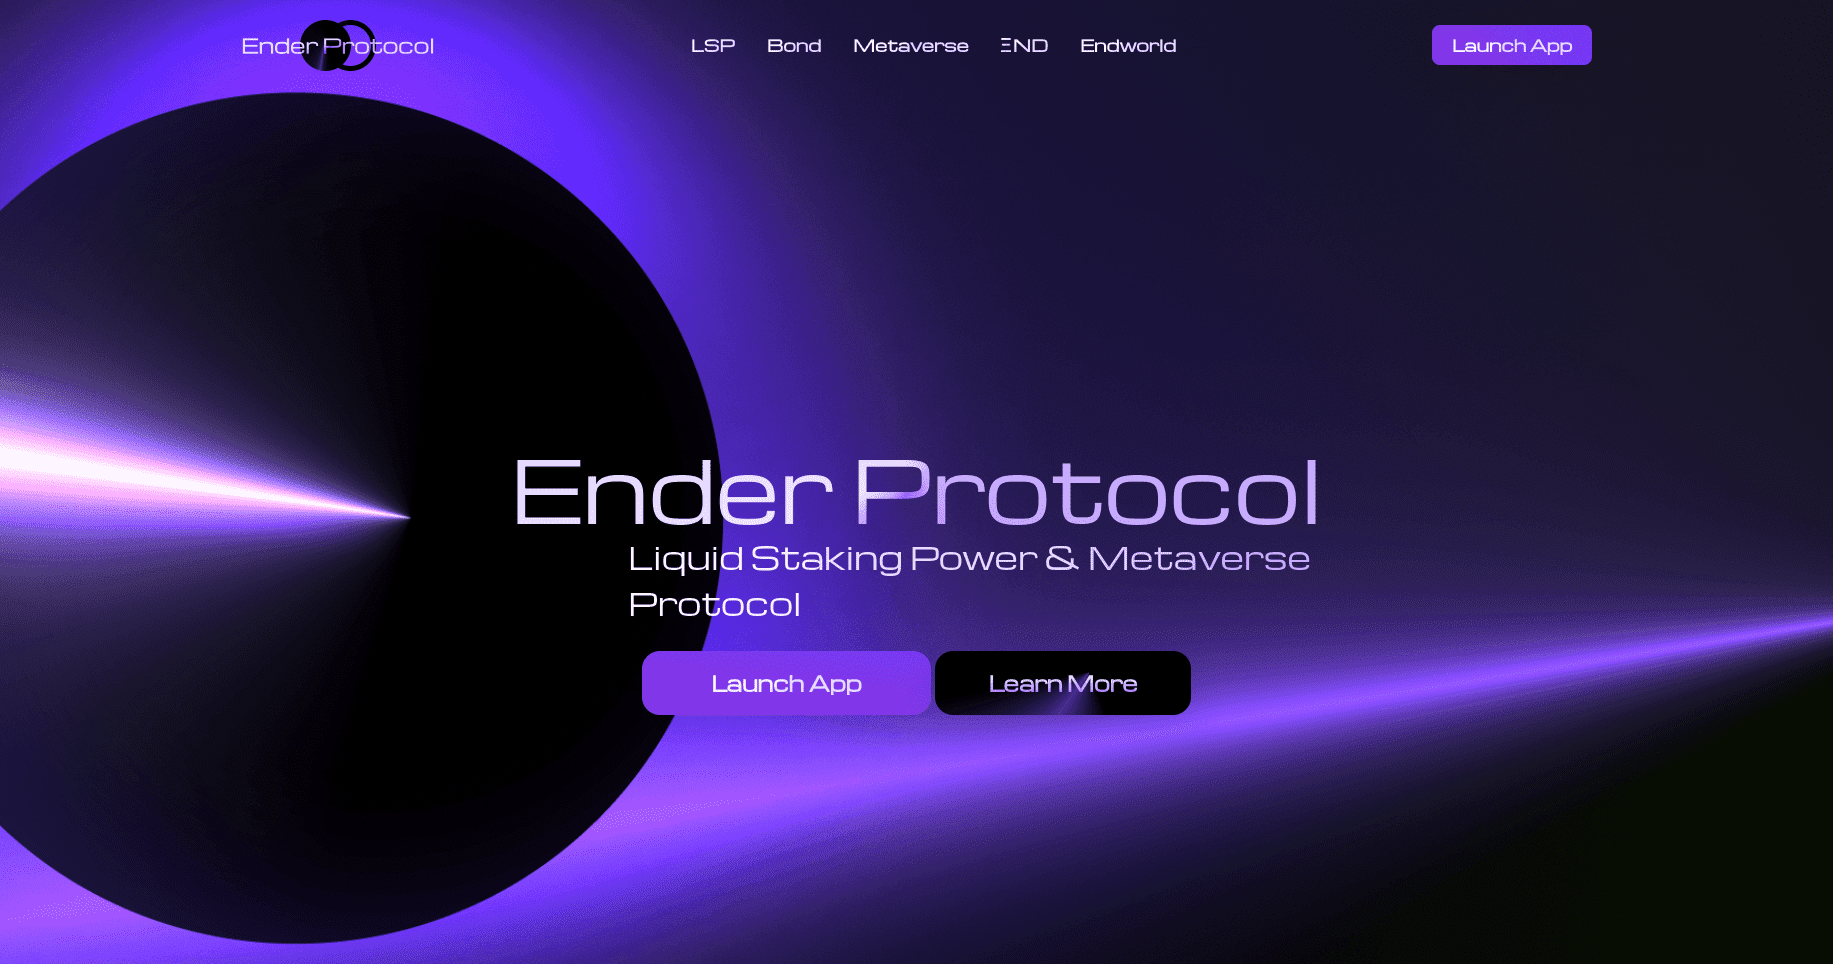 Ender Protocol
LSP Bond Metaverse ΞND Endworld
Launch App
Ender Protocol
Liquid Staking Power & Metaverse
Protocol
Launch App
Learn More